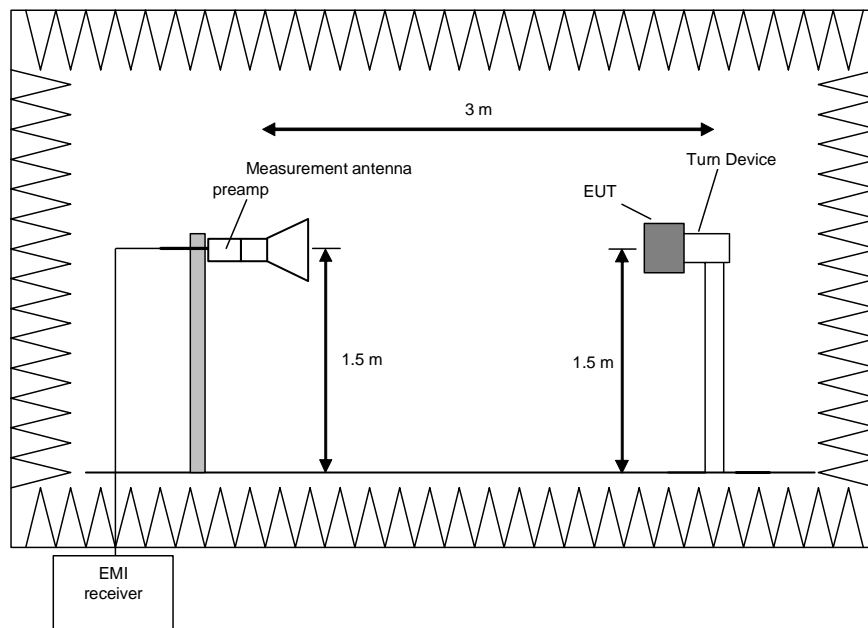 3 m
Measurement antenna
preamp
Turn Device
EUT
1.5 m
1.5 m
EMI
receiver